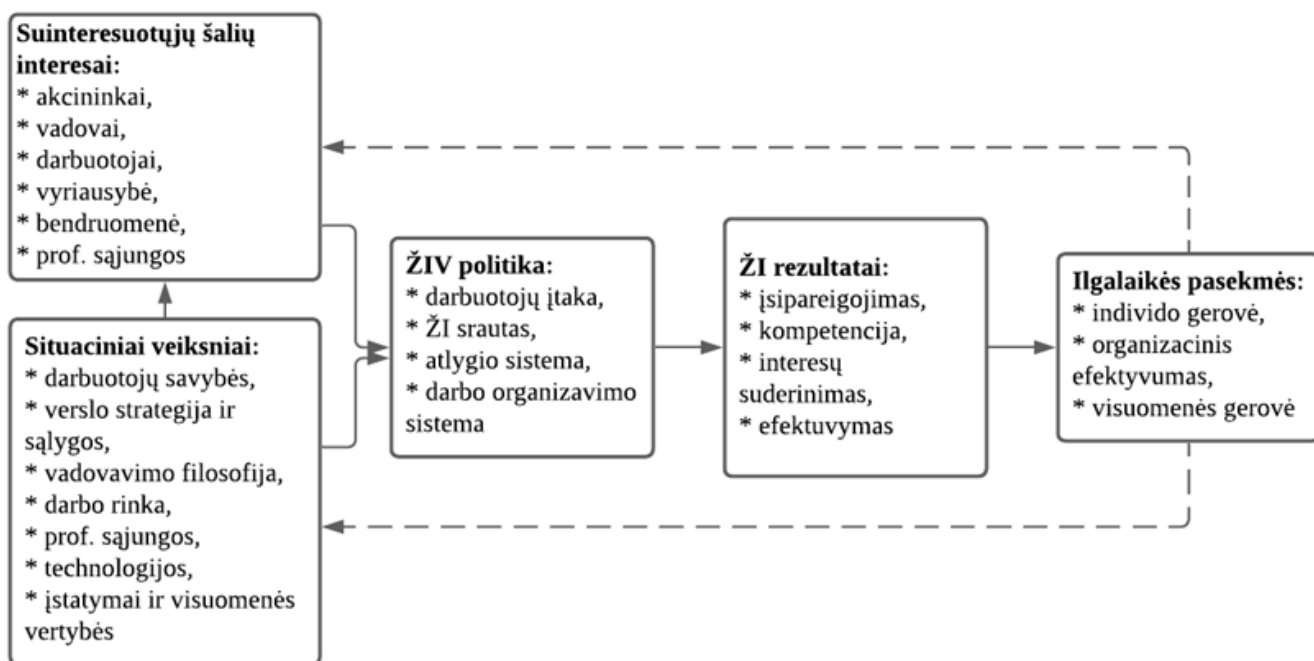 Suinteresuotųjų šalių
interesai:
* akcininkai,
* vadovai,
* darbuotojai,
* vyriausybė,
* bendruomenė,
* prof. sąjungos
Situaciniai veiksniai:
* darbuotojų savybės,
* verslo strategija ir
sąlygos,
* vadovavimo filosofija,
* darbo rinka,
* prof. sąjungos,
* technologijos,
* įstatymai ir visuomenės
vertybės
ŽIV politika:
* darbuotojų įtaka,
* ŽI srautas,
* atlygio sistema,
* darbo organizavimo
sistema
ŽI rezultatai:
* įsipareigojimas,
* kompetencija,
* interesų
suderinimas,
* efektuvymas
Ilgalaikės pasekmės:
* individo gerovė,
* organizacinis
efektyvumas,
* visuomenės gerovė